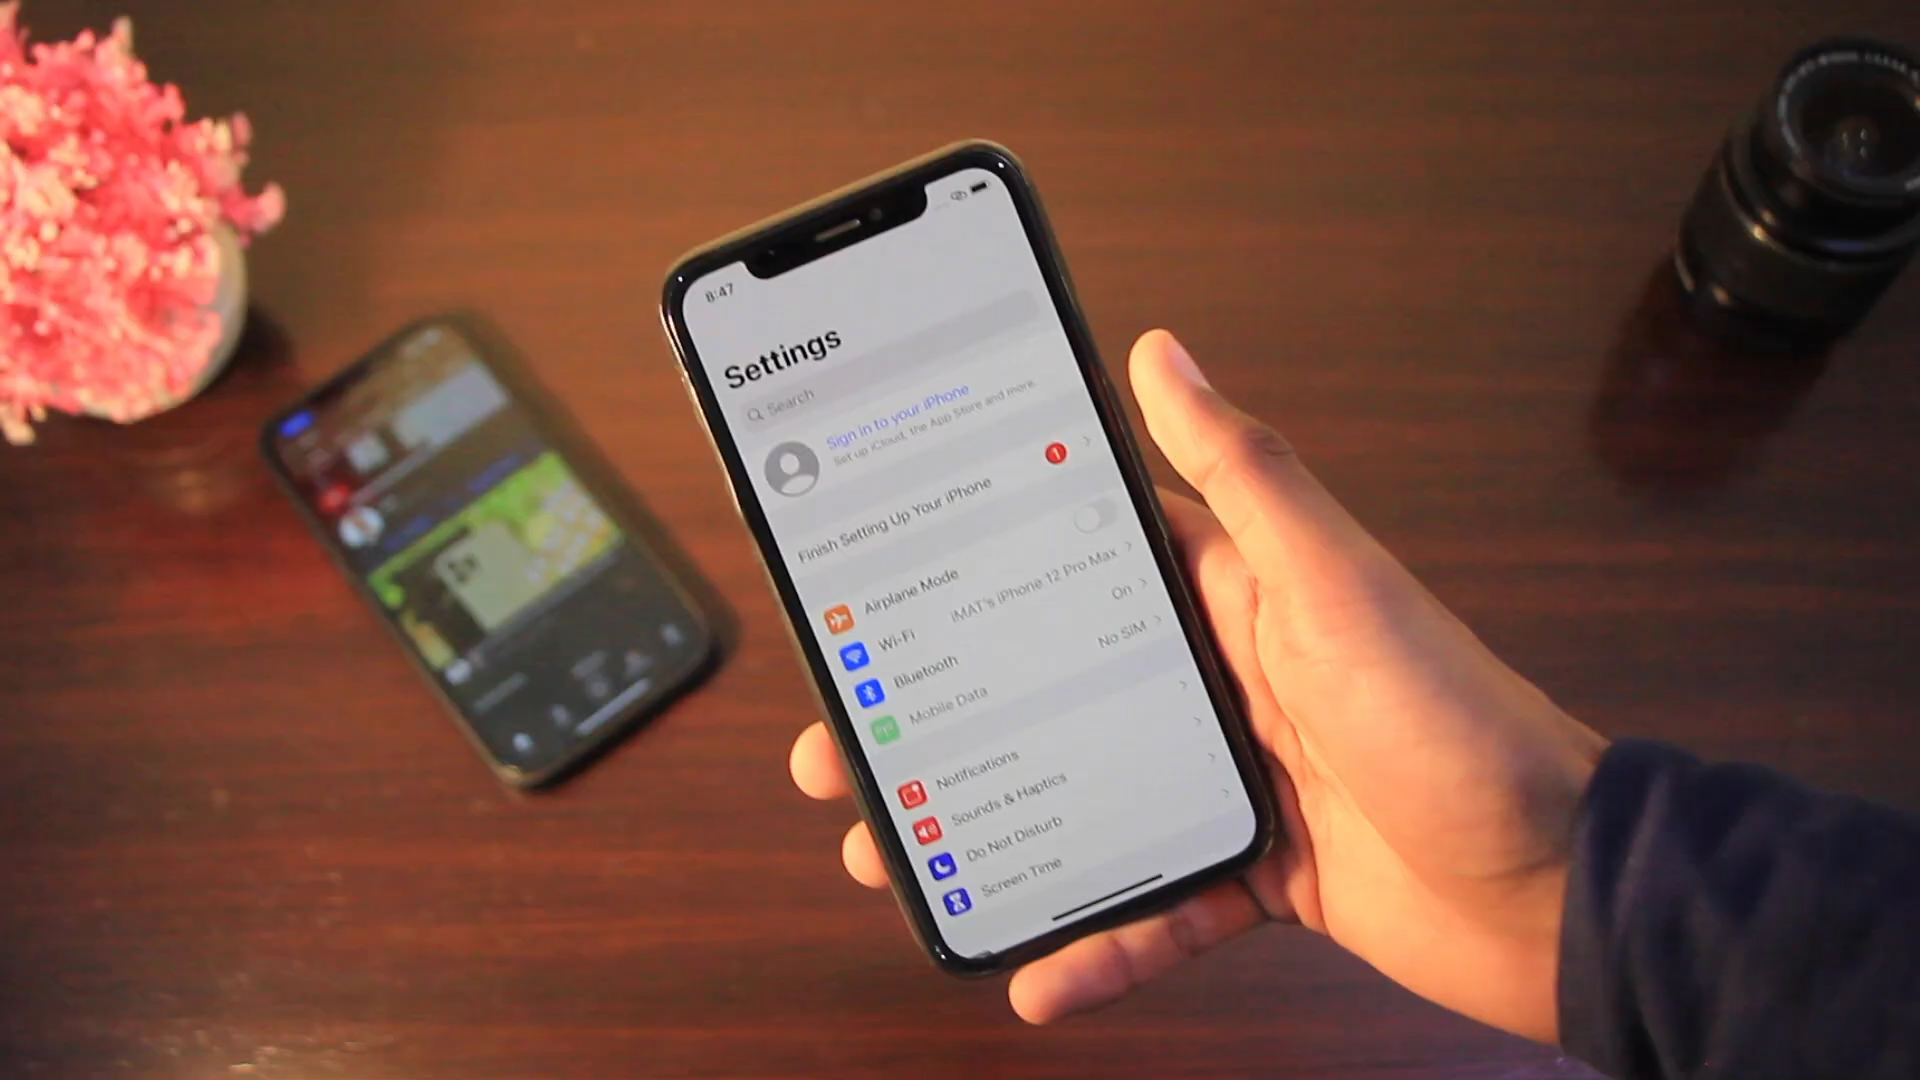 8:47
Settings
Search
Sign in to your iPhone
Set up iCloud, the App Store and more.
Finish Setting Up Your iPhone 1
Airplane Mode
Wi-Fi iMAT's iPhone 12 Pro Max
Bluetooth On
Mobile Data No SIM
Notifications
Sounds & Haptics
Do Not Disturb
Screen Time